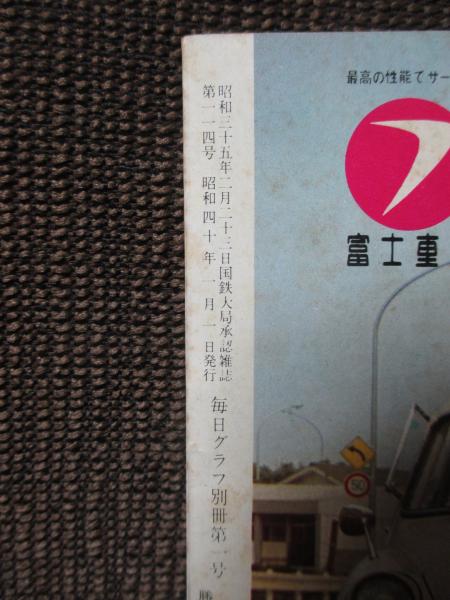 最高の性能でサー
富士重
50
昭和三十五年二月二十三日国鉄大局承認雑誌
第一一四号 昭和四十年一月一日発行
毎日グラフ別冊第一号